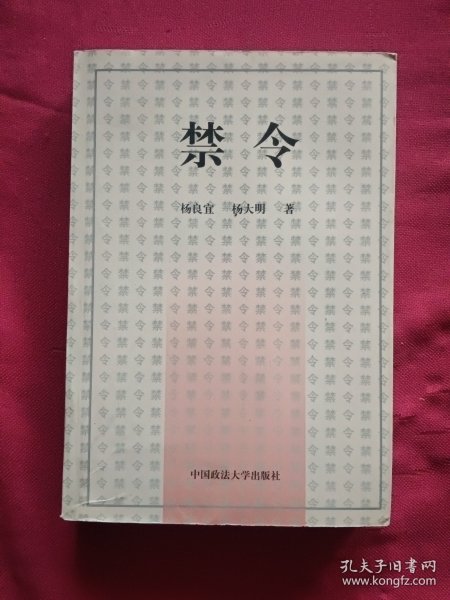 禁令
杨良宜 杨大明 著
中国政法大学出版社
孔夫子旧书网
www.kongfz.com